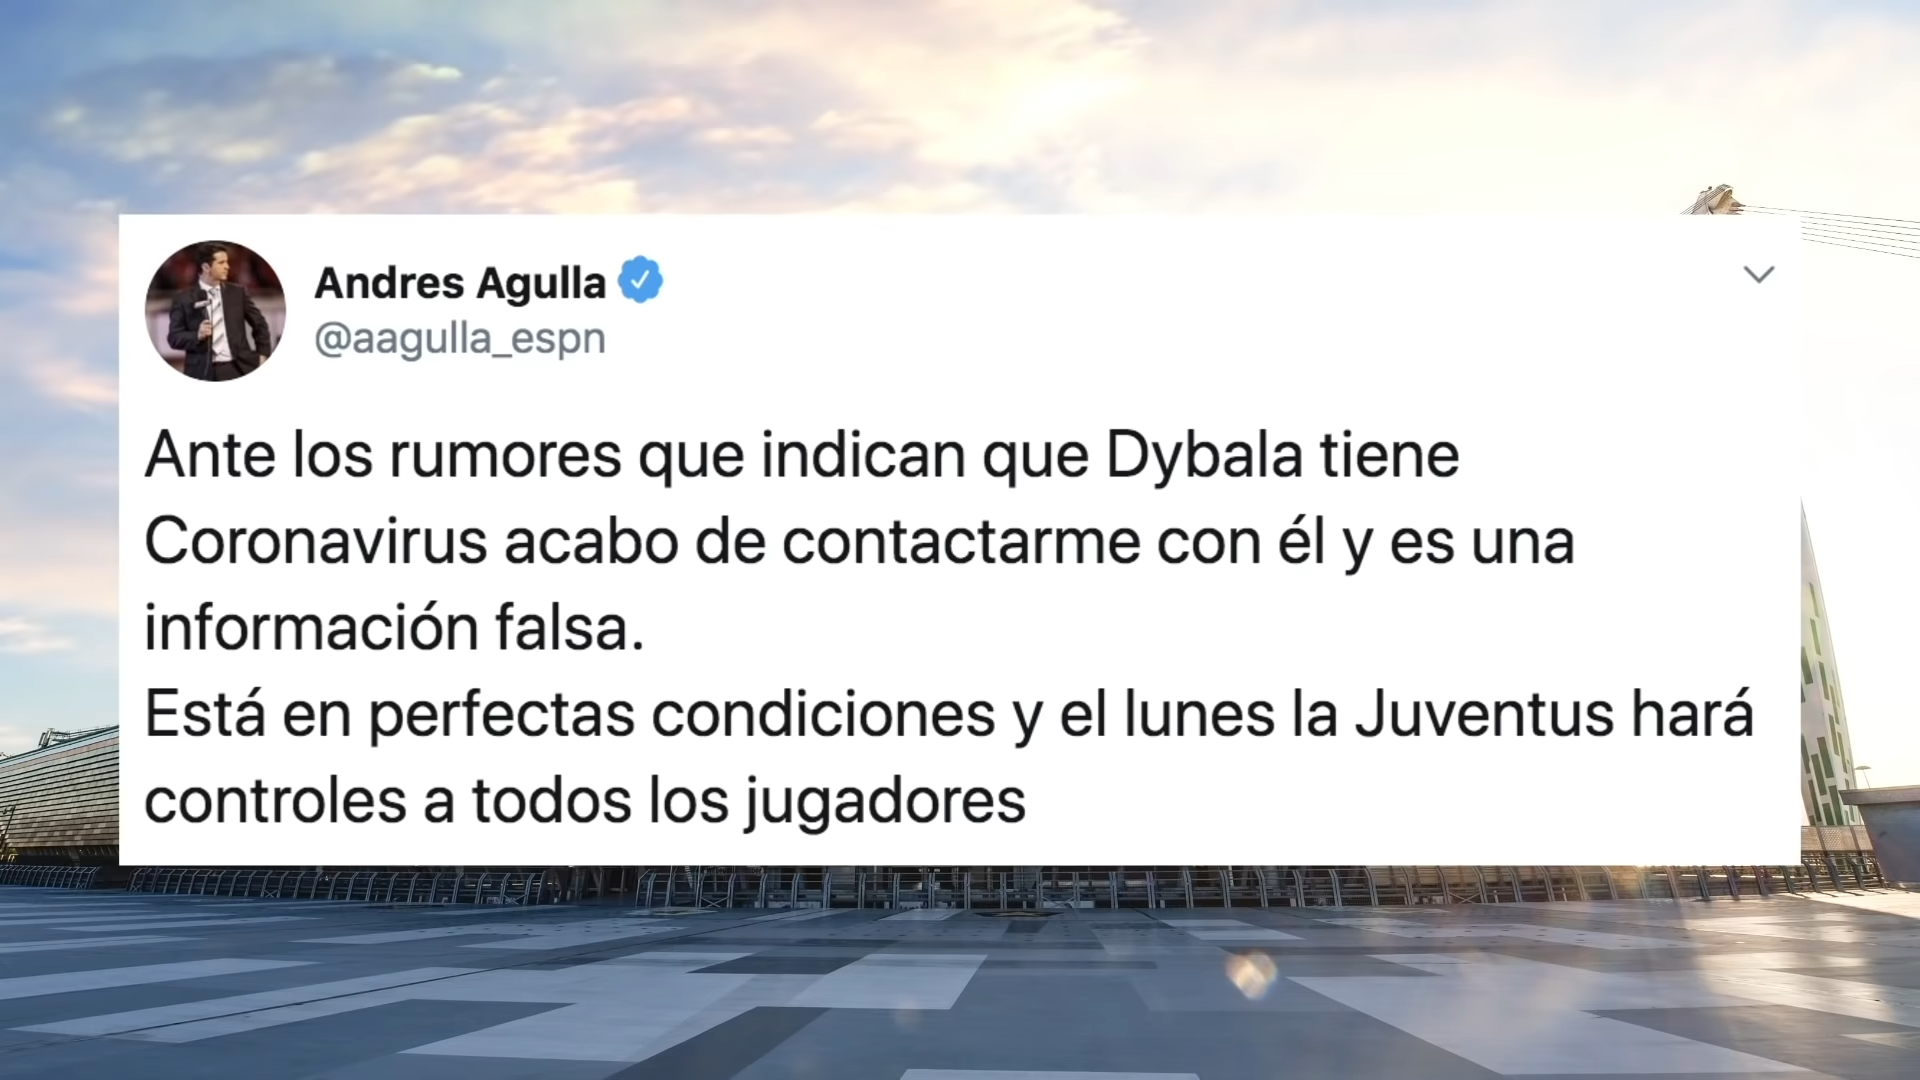 Andres Agulla
@aagulla_espn
Ante los rumores que indican que Dybala tiene
Coronavirus acabo de contactarme con él y es una
información falsa.
Está en perfectas condiciones y el lunes la Juventus hará
controles a todos los jugadores